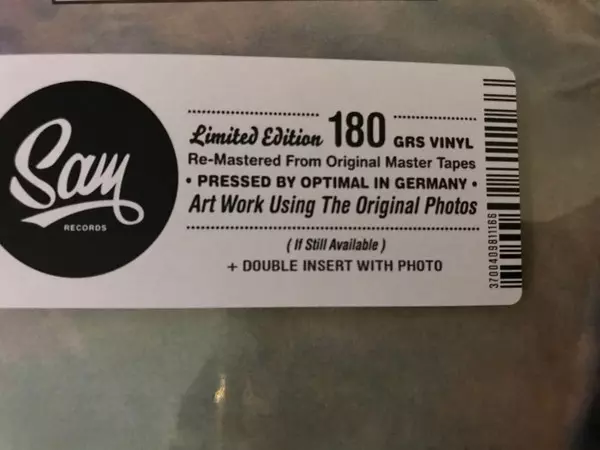 Sam
RECORDS
Limited Edition 180 GRS VINYL
Re-Mastered From Original Master Tapes
• PRESSED BY OPTIMAL IN GERMANY •
Art Work Using The Original Photos
( If Still Available )
+ DOUBLE INSERT WITH PHOTO
3700409811166